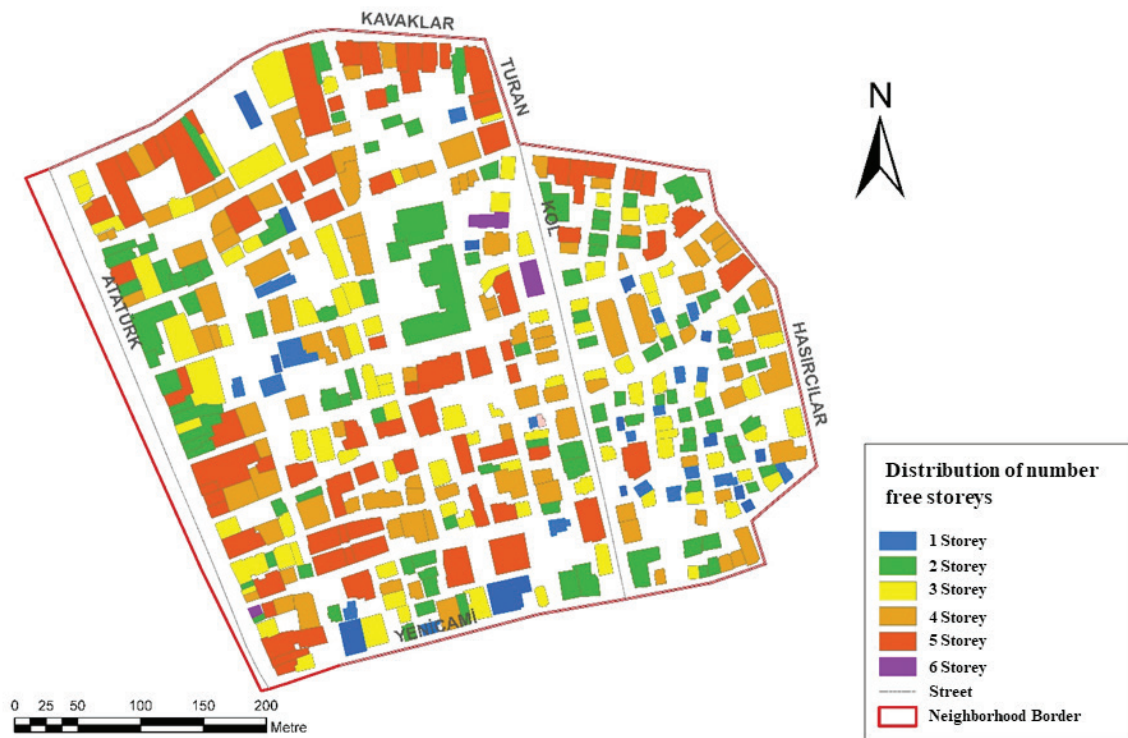 KAVAKLAR
TURAN
N
KOL
ATATÜRK
HASIRCILAR
YENİCAMİ
Distribution of number
free storeys
1 Storey
2 Storey
3 Storey
4 Storey
5 Storey
6 Storey
Street
Neighborhood Border
0 25 50 100 150 200
Metre